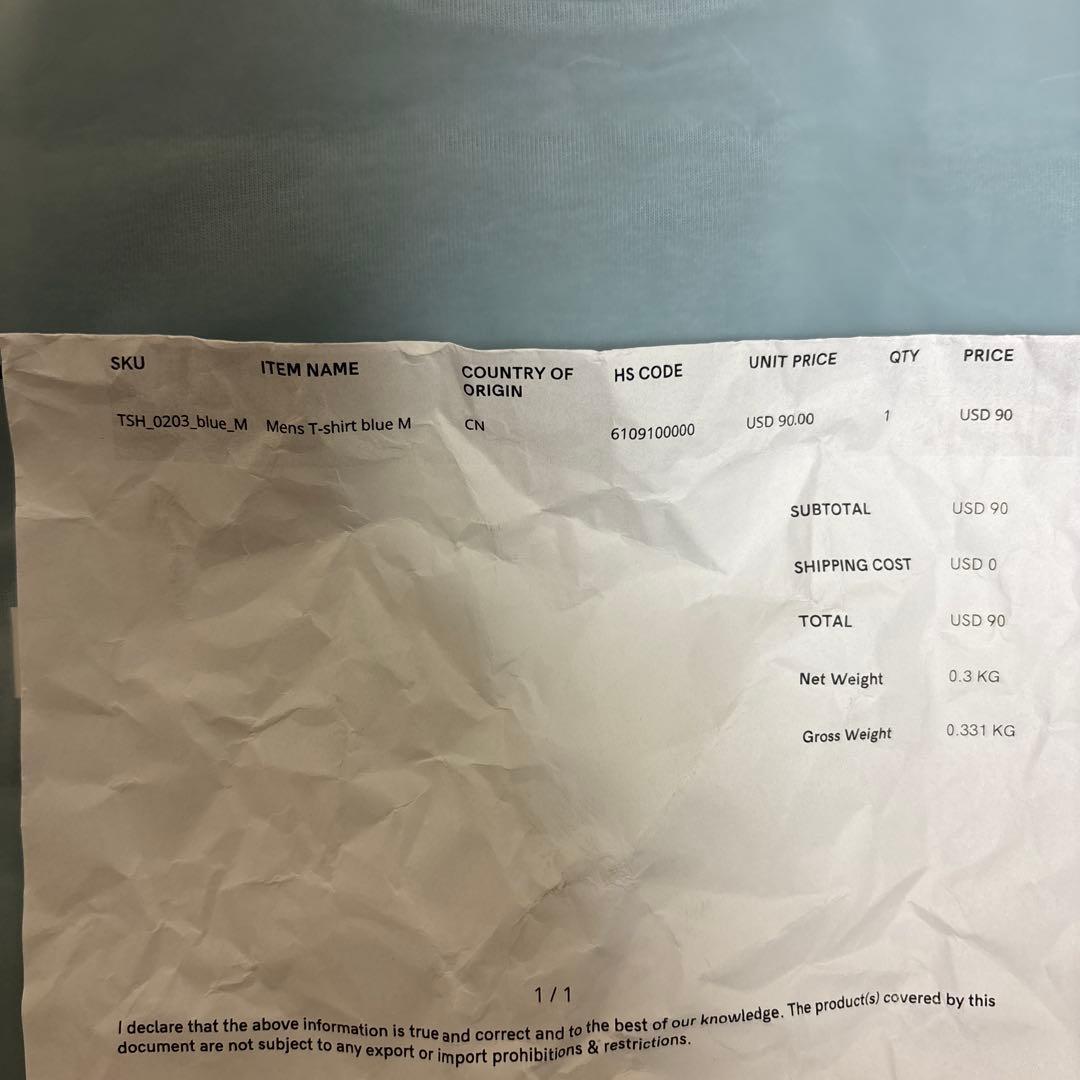 SKU ITEM NAME COUNTRY OF ORIGIN HS CODE UNIT PRICE QTY PRICE
TSH_0203_blue_M Mens T-shirt blue M CN 6109100000 USD 90.00 1 USD 90
SUBTOTAL USD 90
SHIPPING COST USD 0
TOTAL USD 90
Net Weight 0.3 KG
Gross Weight 0.331 KG
1 / 1
I declare that the above information is true and correct and to the best of our knowledge. The product(s) covered by this
document are not subject to any export or import prohibitions & restrictions.